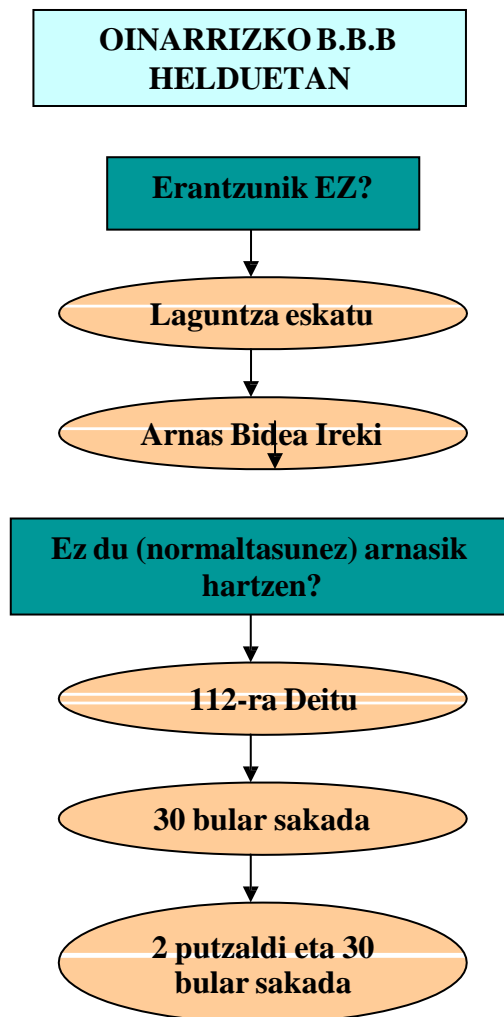 OINARRIZKO B.B.B
HELDUETAN
Erantzunik EZ?
Laguntza eskatu
Arnas Bidea Ireki
Ez du (normaltasunez) arnasik
hartzen?
112-ra Deitu
30 bular sakada
2 putzaldi eta 30
bular sakada